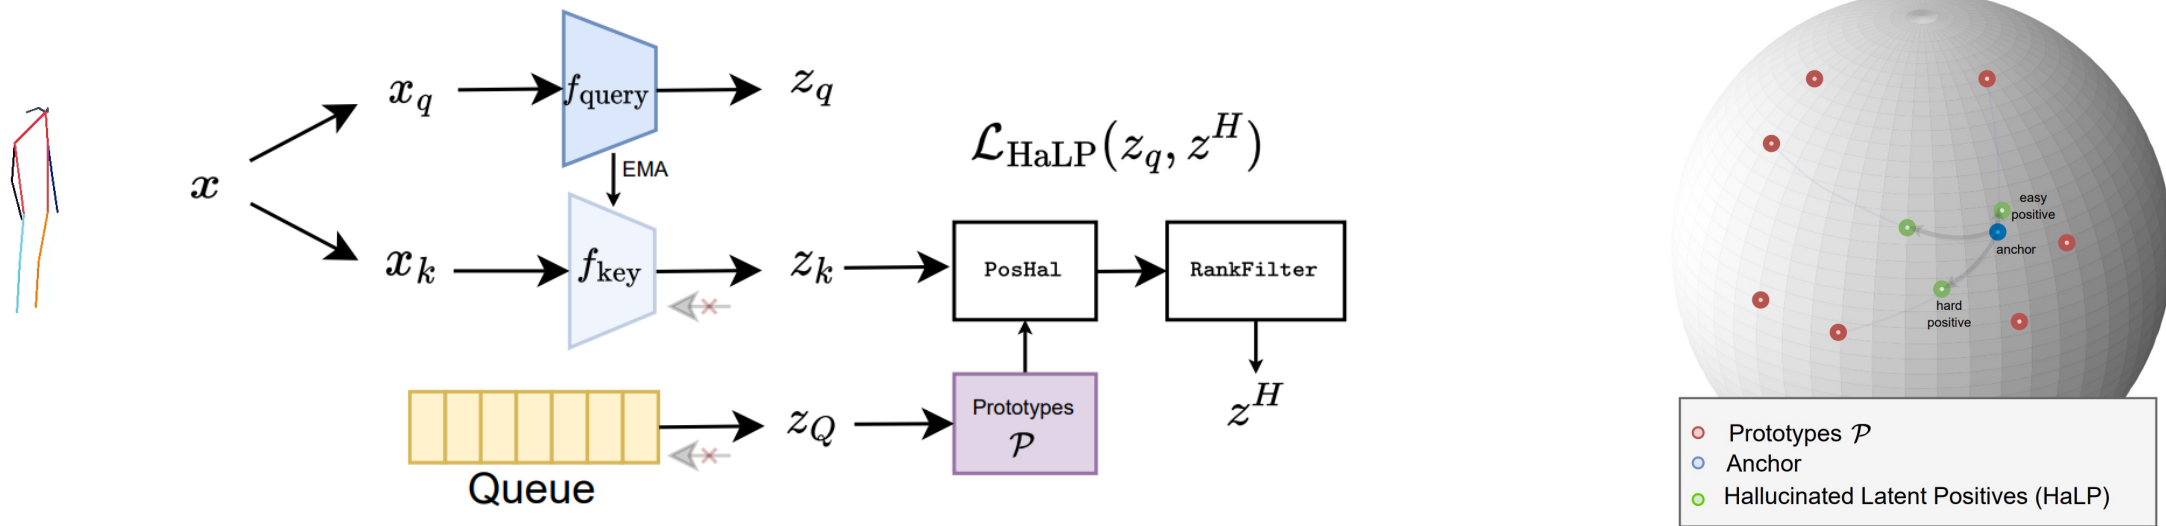 x
x_q
f_query
z_q
EMA
x_k
f_key
z_k
L_HaLP(z_q, z^H)
PosHal
RankFilter
Queue
z_Q
Prototypes
P
z^H
easy
positive
anchor
hard
positive
Prototypes P
Anchor
Hallucinated Latent Positives (HaLP)